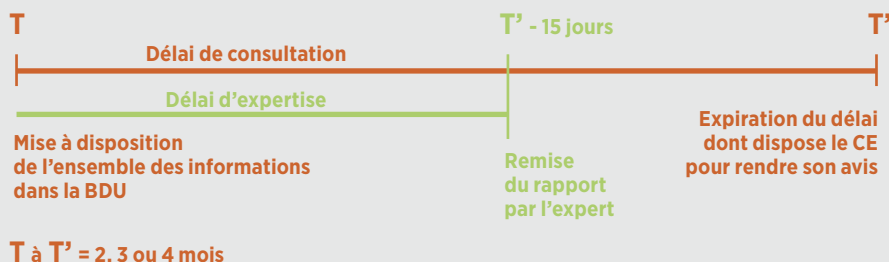 T
T’ - 15 jours
T’
Délai de consultation
Délai d’expertise
Mise à disposition
de l’ensemble des informations
dans la BDU
Remise
du rapport
par l’expert
Expiration du délai
dont dispose le CE
pour rendre son avis
T à T’ = 2, 3 ou 4 mois